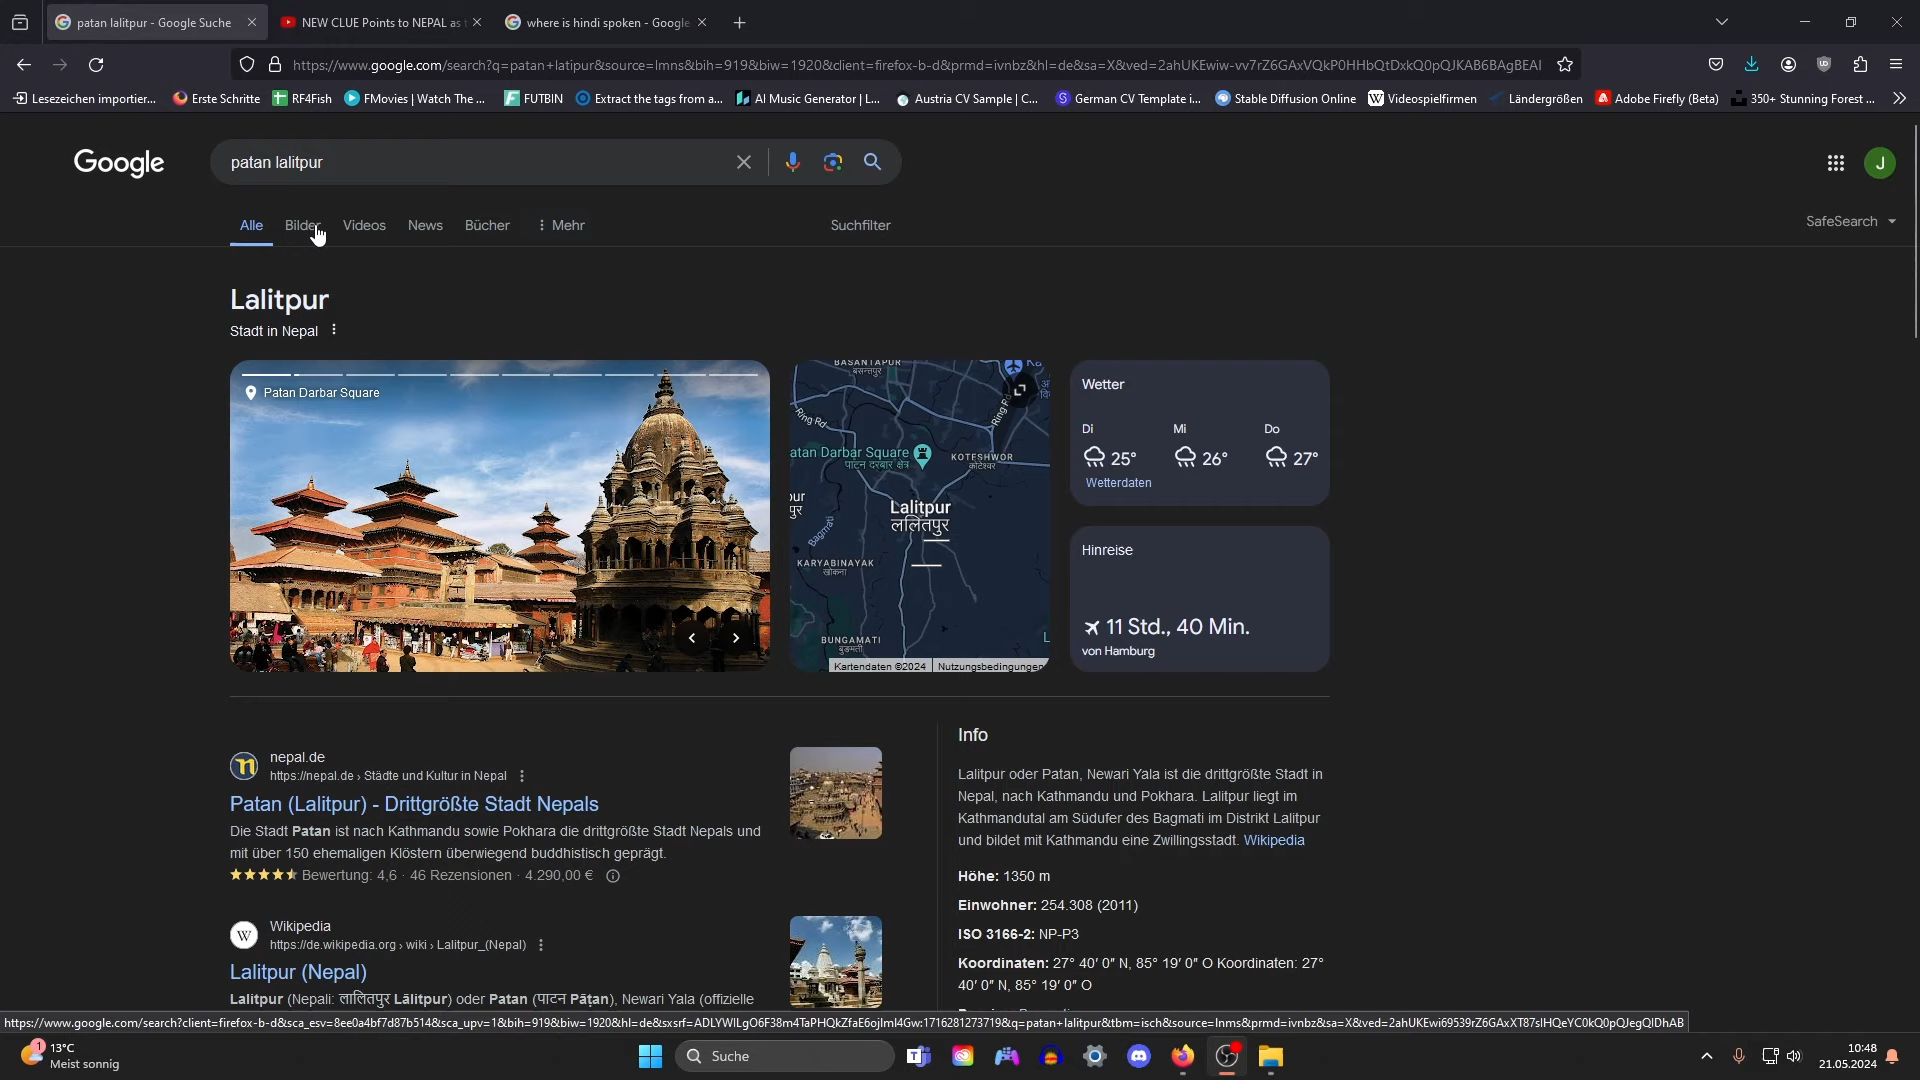 patan lalitpur - Google Suche
NEW CLUE Points to NEPAL as
where is hindi spoken - Google
https://www.google.com/search?q=patan+latipur&source=lmns&bih=919&biw=1920&client=firefox-b-d&prmd=ivnbz&hl=de&sa=X&ved=2ahUKEwiw-vv7rZ6GAxVQkP0HHbQtDxkQ0pQJKAB6BAgBEAI
Lesezeichen importier... Erste Schritte RF4Fish FMovies | Watch The ... FUTBIN Extract the tags from a... AI Music Generator | L... Austria CV Sample | C... German CV Template i... Stable Diffusion Online Videospielfirmen Ländergrößen Adobe Firefly (Beta) 350+ Stunning Forest ...
Google
patan lalitpur
J
Alle Bilder Videos News Bücher Mehr Suchfilter
SafeSearch
Lalitpur
Stadt in Nepal
Patan Darbar Square
BASANTAPUR
बसन्तपुर
Ka
Ring Rd
Ring Rd
atan Darbar Square
पाटन दरबार क्षेत्र
KOTESHWOR
कोटेश्वर
pur
पुर
Lalitpur
ललितपुर
Bagmati
KARYABINAYAK
खोकना
BUNGAMATI
बुङमती
L
Kartendaten ©2024 Nutzungsbedingungen
Wetter
Di Mi Do
25° 26° 27°
Wetterdaten
Hinreise
11 Std., 40 Min.
von Hamburg
nepal.de
https://nepal.de › Städte und Kultur in Nepal
Patan (Lalitpur) - Drittgrößte Stadt Nepals
Die Stadt Patan ist nach Kathmandu sowie Pokhara die drittgrößte Stadt Nepals und
mit über 150 ehemaligen Klöstern überwiegend buddhistisch geprägt.
Bewertung: 4,6 · 46 Rezensionen · 4.290,00 €
W
Wikipedia
https://de.wikipedia.org › wiki › Lalitpur_(Nepal)
Lalitpur (Nepal)
Lalitpur (Nepali: लालितपुर Lālitpur) oder Patan (पाटन Pāṭan), Newari Yala (offizielle
Info
Lalitpur oder Patan, Newari Yala ist die drittgrößte Stadt in
Nepal, nach Kathmandu und Pokhara. Lalitpur liegt im
Kathmandutal am Südufer des Bagmati im Distrikt Lalitpur
und bildet mit Kathmandu eine Zwillingsstadt. Wikipedia
Höhe: 1350 m
Einwohner: 254.308 (2011)
ISO 3166-2: NP-P3
Koordinaten: 27° 40′ 0″ N, 85° 19′ 0″ O Koordinaten: 27°
40′ 0″ N, 85° 19′ 0″ O
1
13°C
Meist sonnig
Suche
10:48
21.05.2024